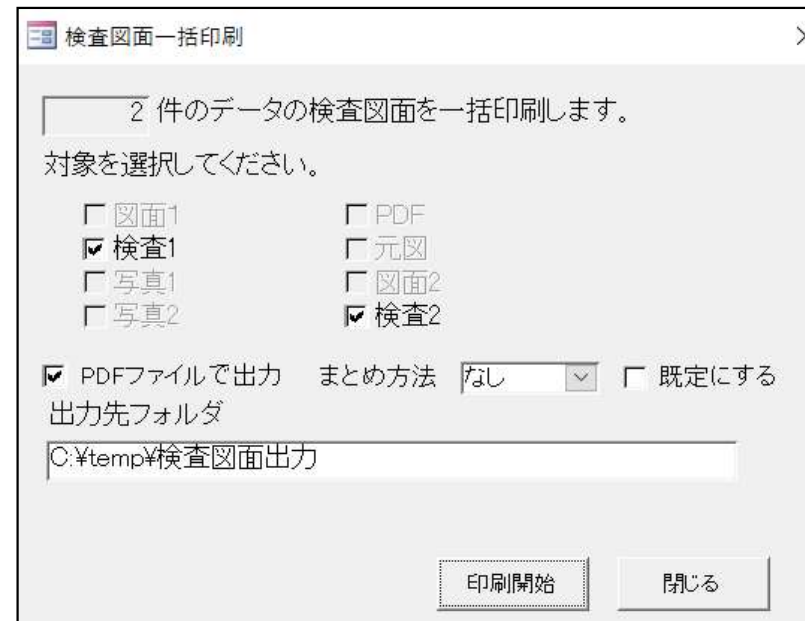 検査図面一括印刷
2 件のデータの検査図面を一括印刷します。
対象を選択してください。
図面1 PDF
検査1 元図
写真1 図面2
写真2 検査2
PDFファイルで出力 まとめ方法 なし 既定にする
出力先フォルダ
C:¥temp¥検査図面出力
印刷開始 閉じる